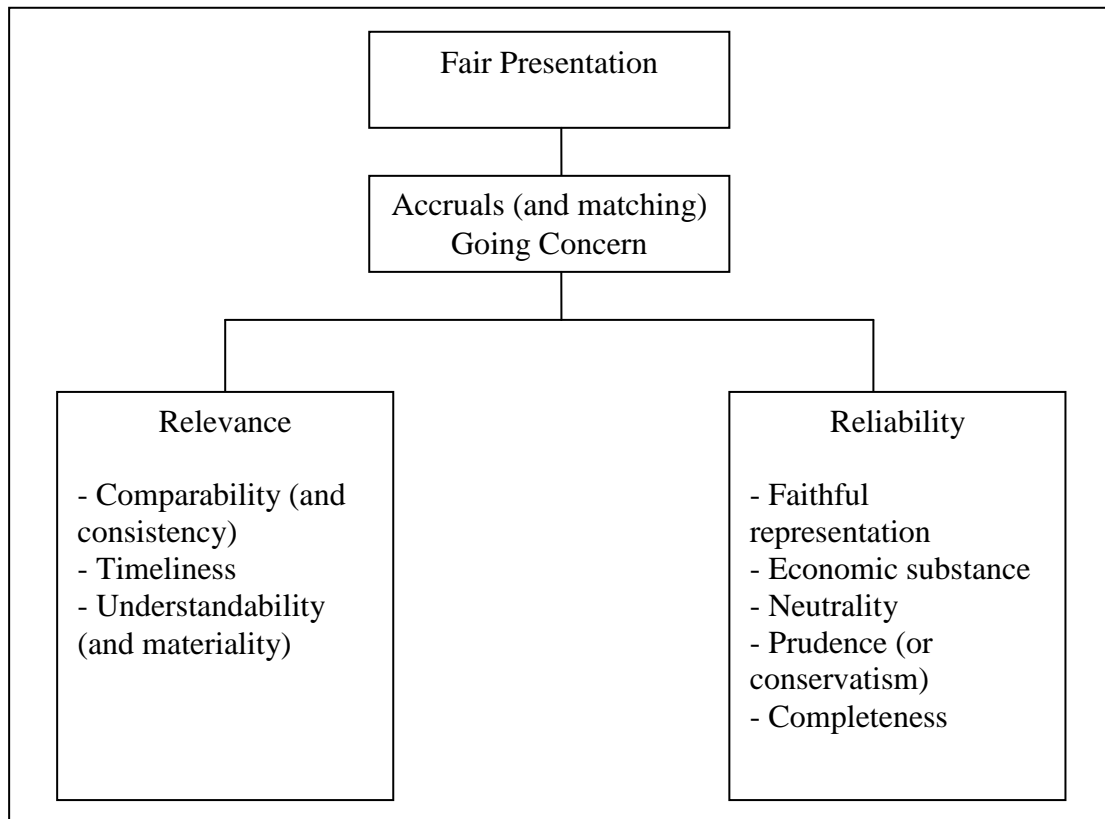 Fair Presentation
Accruals (and matching)
Going Concern
Relevance
- Comparability (and
consistency)
- Timeliness
- Understandability
(and materiality)
Reliability
- Faithful
representation
- Economic substance
- Neutrality
- Prudence (or
conservatism)
- Completeness